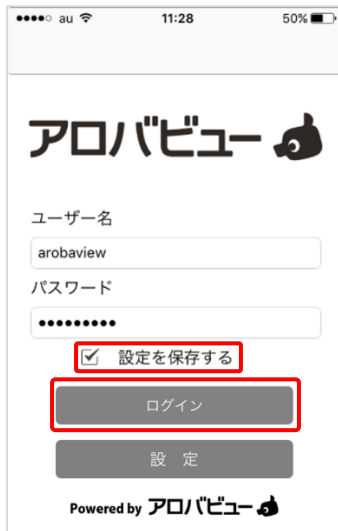 ●●●●○ au 11:28 50%
アロバビュー
ユーザー名
arobaview
パスワード
●●●●●●●●●
設定を保存する
ログイン
設 定
Powered by アロバビュー